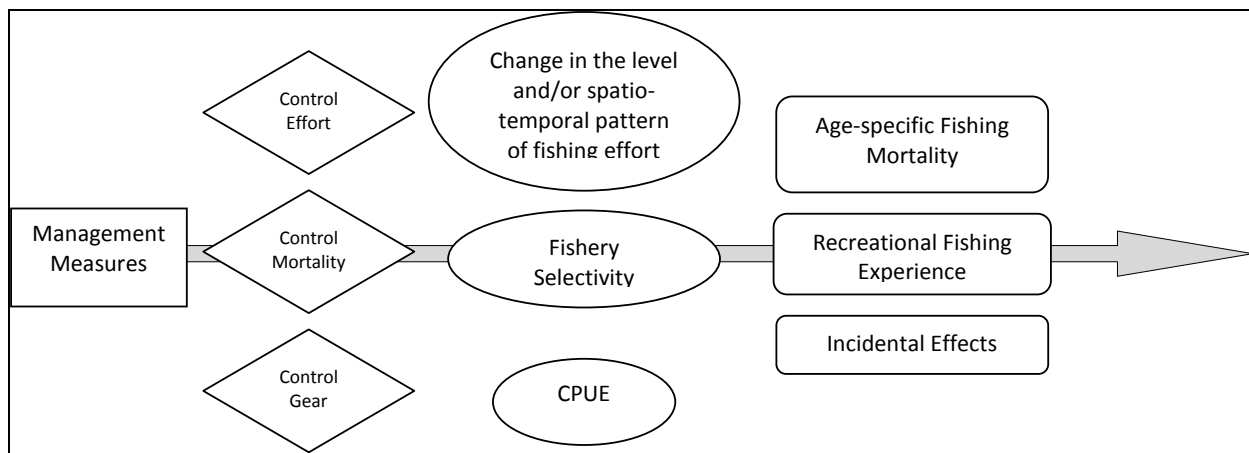 Management
Measures
Control
Effort
Control
Mortality
Control
Gear
Change in the level
and/or spatio-
temporal pattern
of fishing effort
Fishery
Selectivity
CPUE
Age-specific Fishing
Mortality
Recreational Fishing
Experience
Incidental Effects